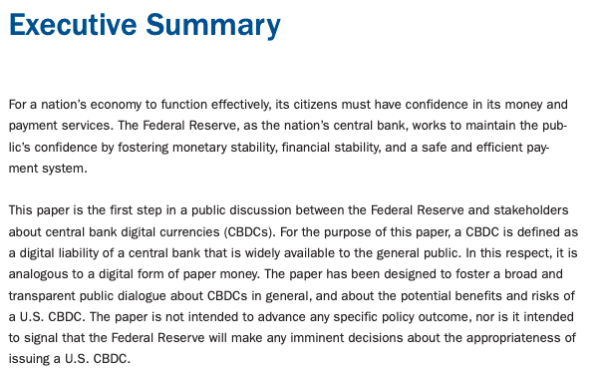 Executive Summary
For a nation's economy to function effectively, its citizens must have confidence in its money and
payment services. The Federal Reserve, as the nation's central bank, works to maintain the pub-
lic's confidence by fostering monetary stability, financial stability, and a safe and efficient pay-
ment system.
This paper is the first step in a public discussion between the Federal Reserve and stakeholders
about central bank digital currencies (CBDCs). For the purpose of this paper, a CBDC is defined as
a digital liability of a central bank that is widely available to the general public. In this respect, it is
analogous to a digital form of paper money. The paper has been designed to foster a broad and
transparent public dialogue about CBDCs in general, and about the potential benefits and risks of
a U.S. CBDC. The paper is not intended to advance any specific policy outcome, nor is it intended
to signal that the Federal Reserve will make any imminent decisions about the appropriateness of
issuing a U.S. CBDC.